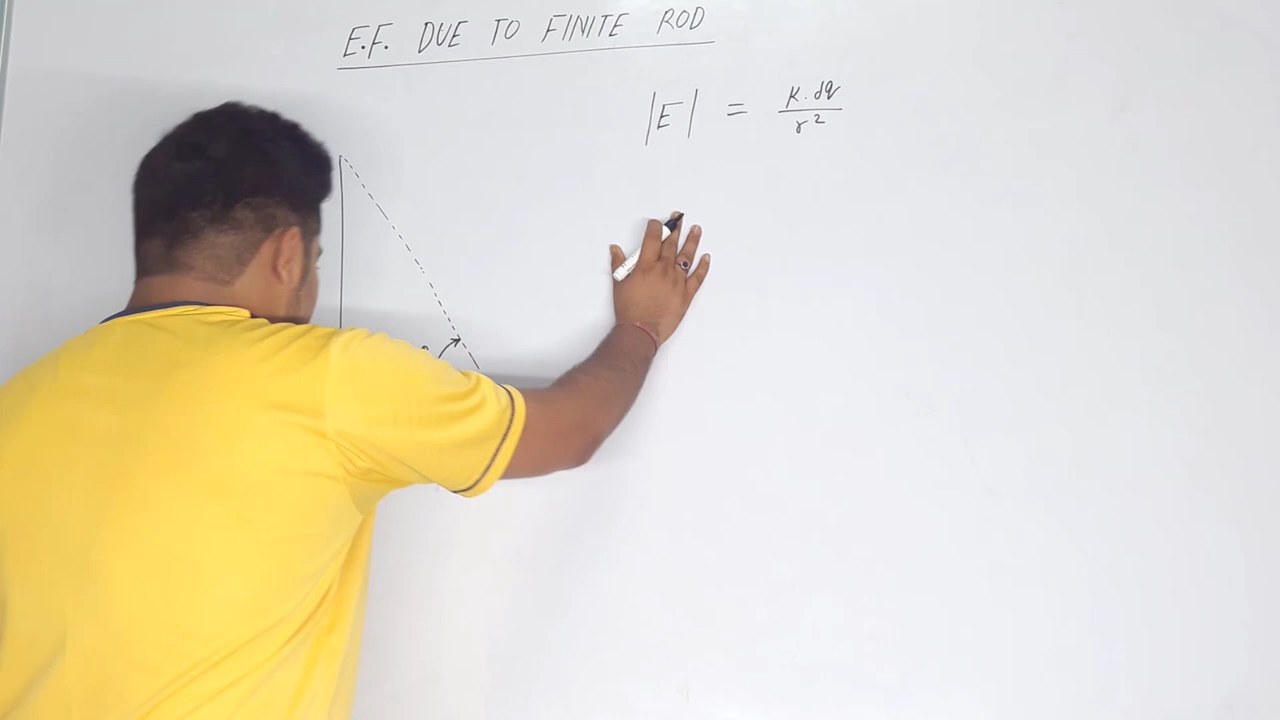 E.F. DUE TO FINITE ROD
|E| = K.dq / r²